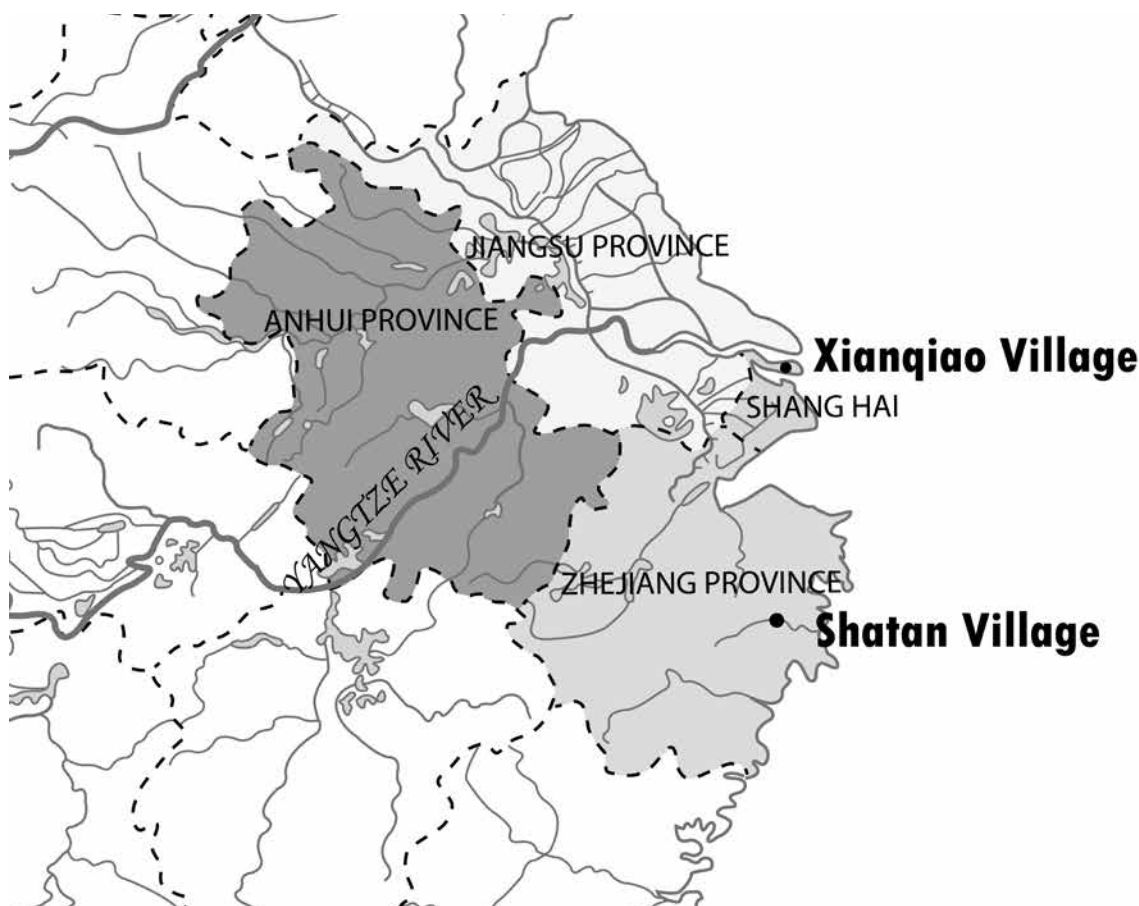 JIANGSU PROVINCE
ANHUI PROVINCE
Xianqiao Village
SHANG HAI
YANGTZE RIVER
ZHEJIANG PROVINCE
Shatan Village